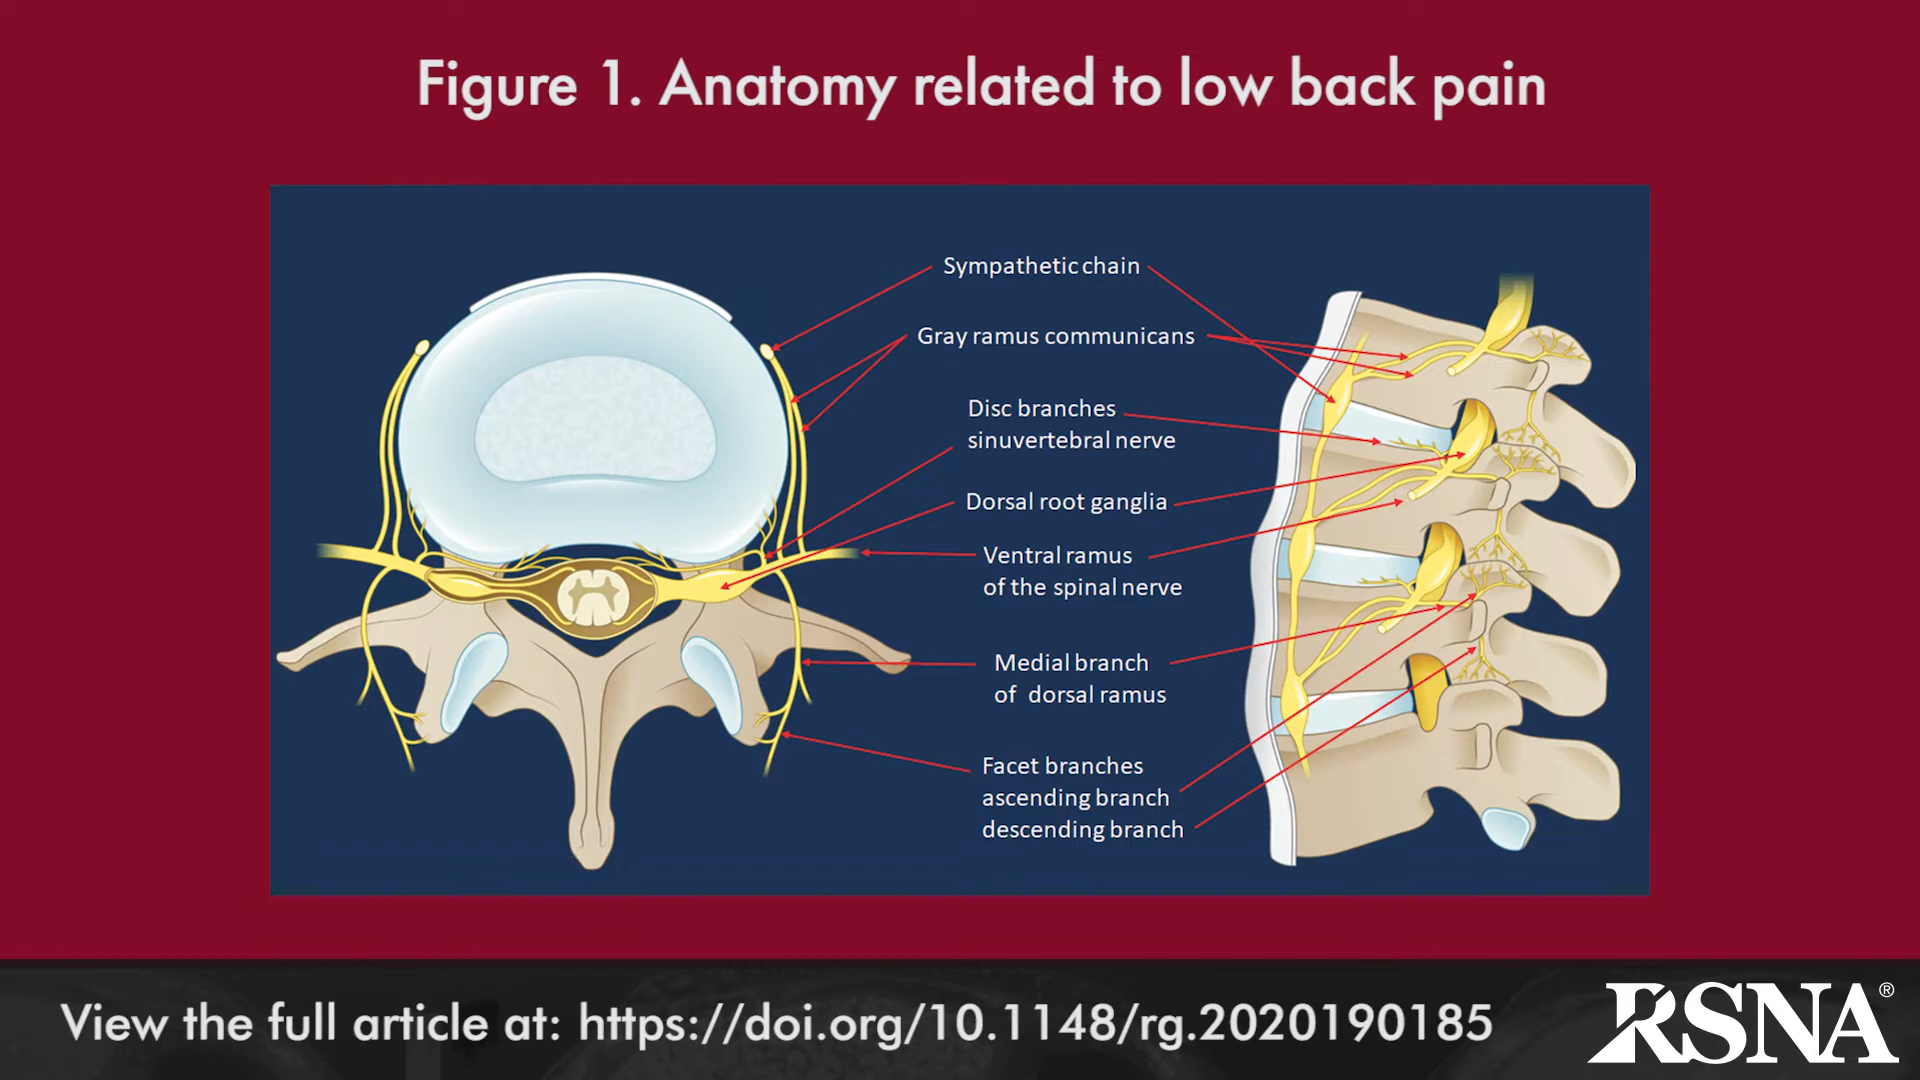 Figure 1. Anatomy related to low back pain
Sympathetic chain
Gray ramus communicans
Disc branches
sinuvertebral nerve
Dorsal root ganglia
Ventral ramus
of the spinal nerve
Medial branch
of dorsal ramus
Facet branches
ascending branch
descending branch
View the full article at: https://doi.org/10.1148/rg.2020190185
RSNA®